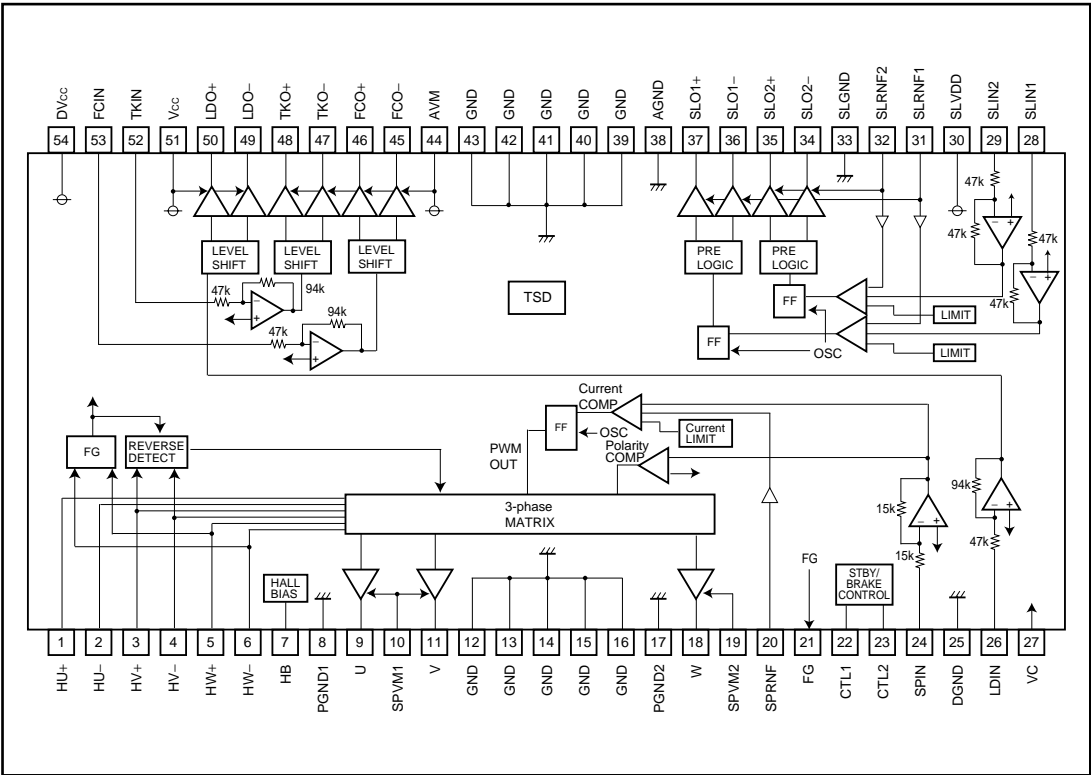 DVCC
FCIN
TKIN
VCC
LDO+
LDO−
TKO+
TKO−
FCO+
FCO−
AVM
GND
GND
GND
GND
GND
AGND
SLO1+
SLO1−
SLO2+
SLO2−
SLGND
SLRNF2
SLRNF1
SLVDD
SLIN2
SLIN1
54 53 52 51 50 49 48 47 46 45 44 43 42 41 40 39 38 37 36 35 34 33 32 31 30 29 28
47k
47k
47k
47k
LEVEL
SHIFT
LEVEL
SHIFT
LEVEL
SHIFT
PRE
LOGIC
PRE
LOGIC
47k
94k
− +
47k
94k
− +
TSD
FF
FF
OSC
LIMIT
LIMIT
− +
− +
Current
COMP
FF
OSC
Current
LIMIT
PWM
OUT
Polarity
COMP
FG
REVERSE
DETECT
3-phase
MATRIX
15k
− +
15k
94k
− +
47k
HALL
BIAS
FG
STBY/
BRAKE
CONTROL
1 2 3 4 5 6 7 8 9 10 11 12 13 14 15 16 17 18 19 20 21 22 23 24 25 26 27
HU+
HU-
HV+
HV-
HW+
HW-
HB
PGND1
U
SPVM1
V
GND
GND
GND
GND
GND
PGND2
W
SPVM2
SPRNF
FG
CTL1
CTL2
SPIN
DGND
LDIN
VC